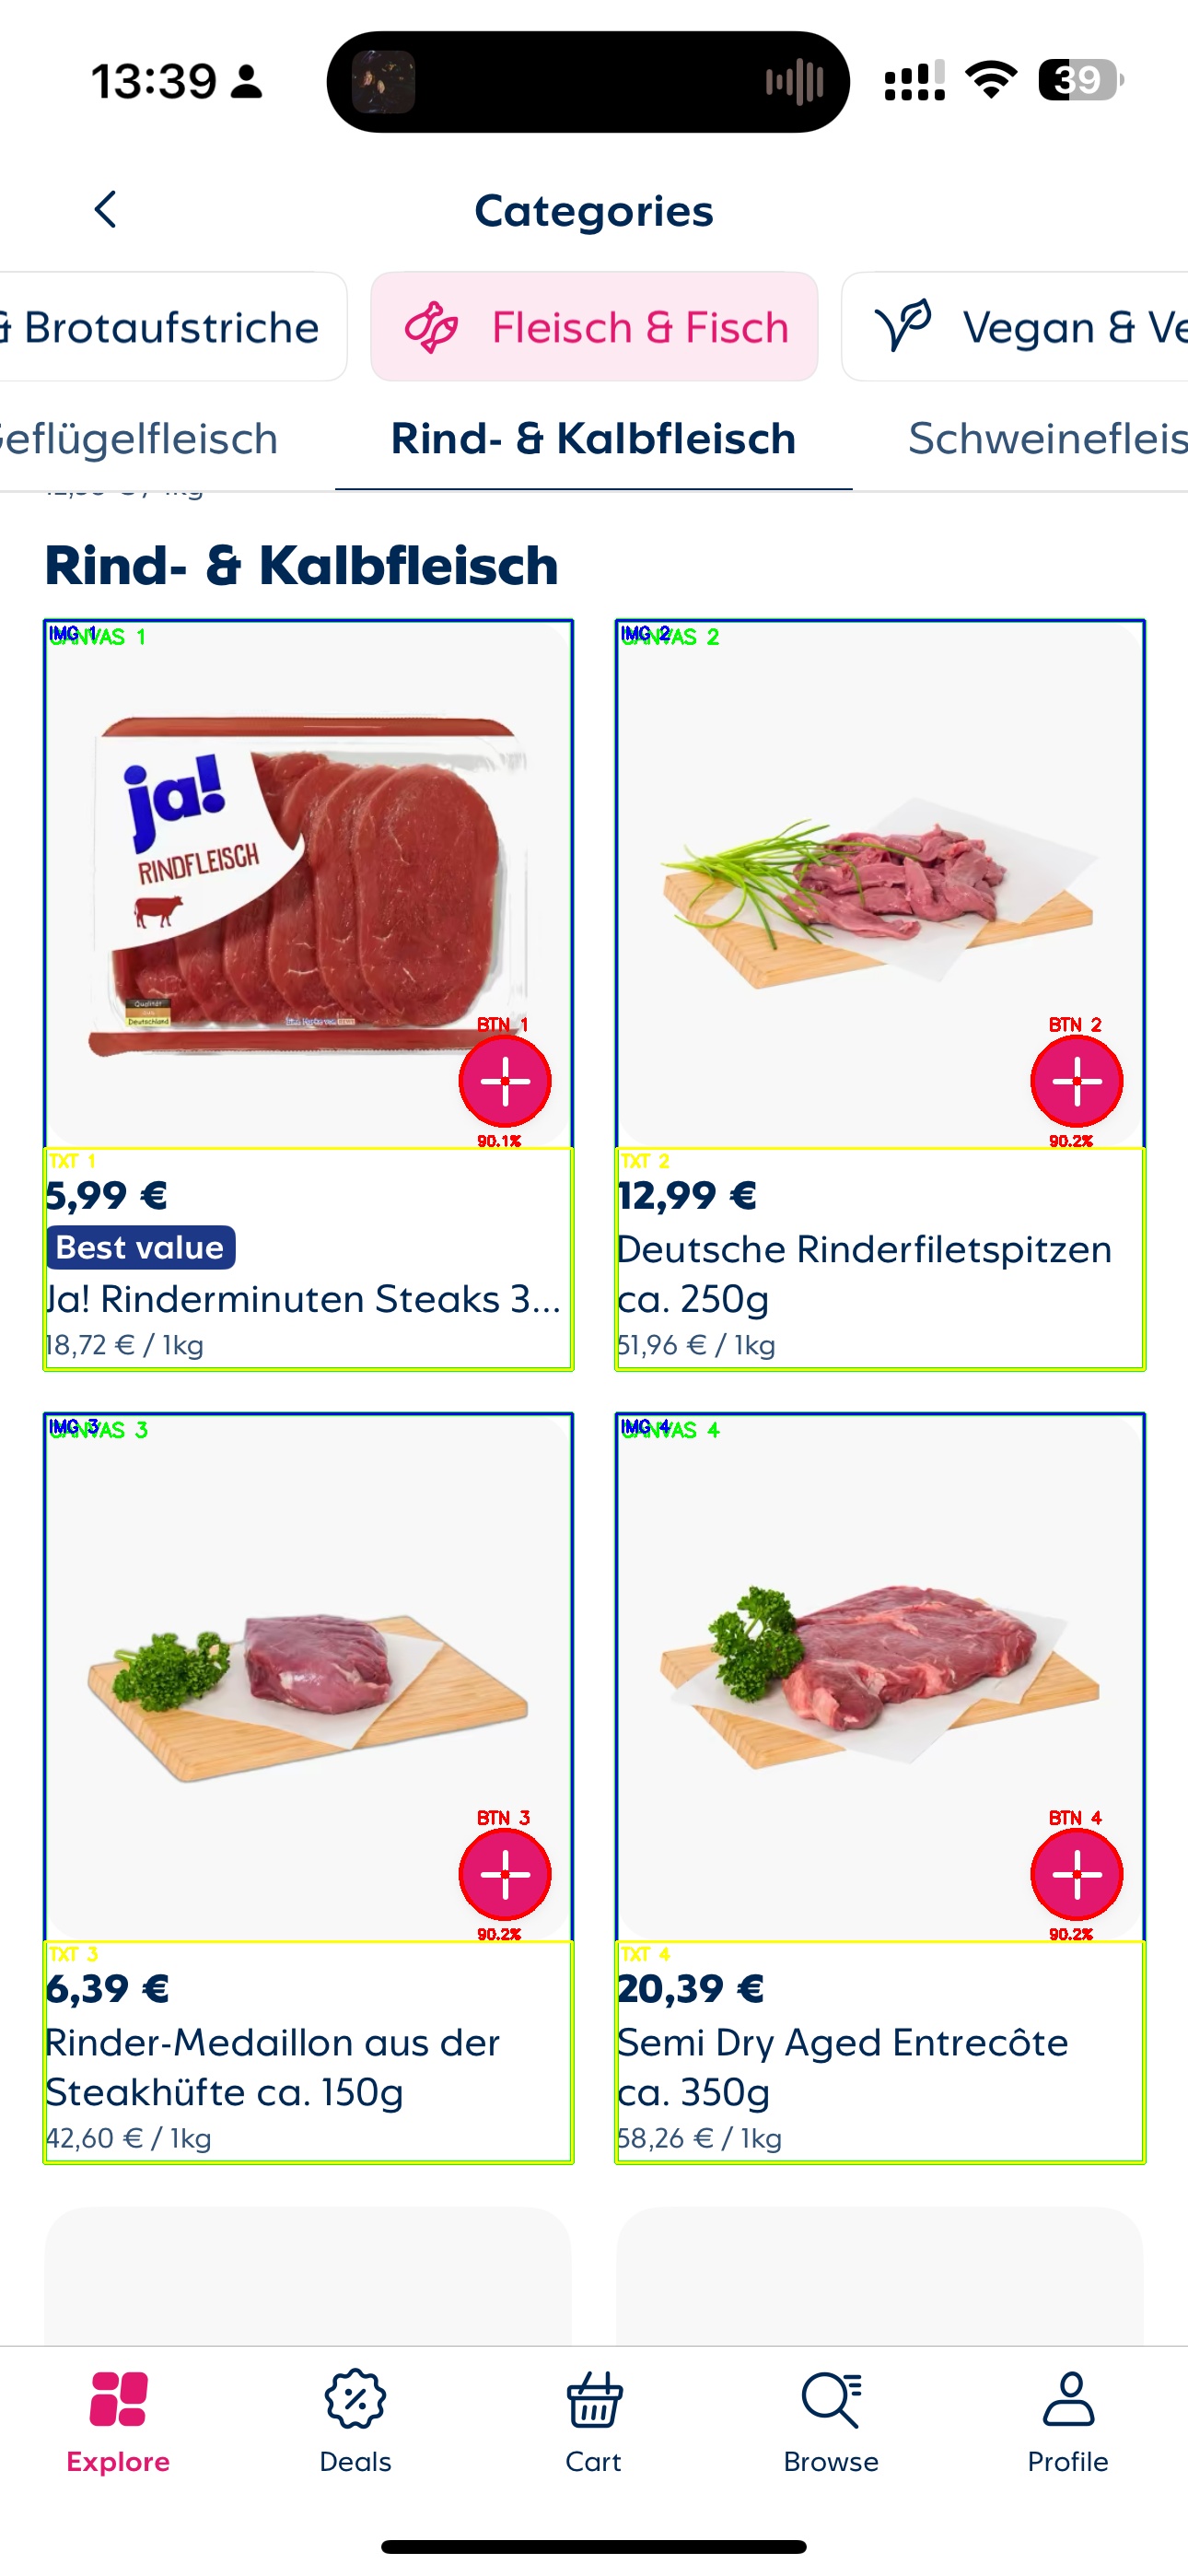 13:39
39
Categories
& Brotaufstriche
Fleisch & Fisch
Vegan & Ve
eflügelfleisch
Rind- & Kalbfleisch
Schweinefleis
Rind- & Kalbfleisch
IMG 1
CANVAS 1
IMG 2
CANVAS 2
ja!
RINDFLEISCH
Qualität
aus
Deutschland
BTN 1
90.1%
BTN 2
90.2%
TXT 1
5,99 €
Best value
Ja! Rinderminuten Steaks 3...
18,72 € / 1kg
TXT 2
12,99 €
Deutsche Rinderfiletspitzen
ca. 250g
51,96 € / 1kg
IMG 3
CANVAS 3
IMG 4
CANVAS 4
BTN 3
90.2%
BTN 4
90.2%
TXT 3
6,39 €
Rinder-Medaillon aus der
Steakhüfte ca. 150g
42,60 € / 1kg
TXT 4
20,39 €
Semi Dry Aged Entrecôte
ca. 350g
58,26 € / 1kg
Explore
Deals
Cart
Browse
Profile